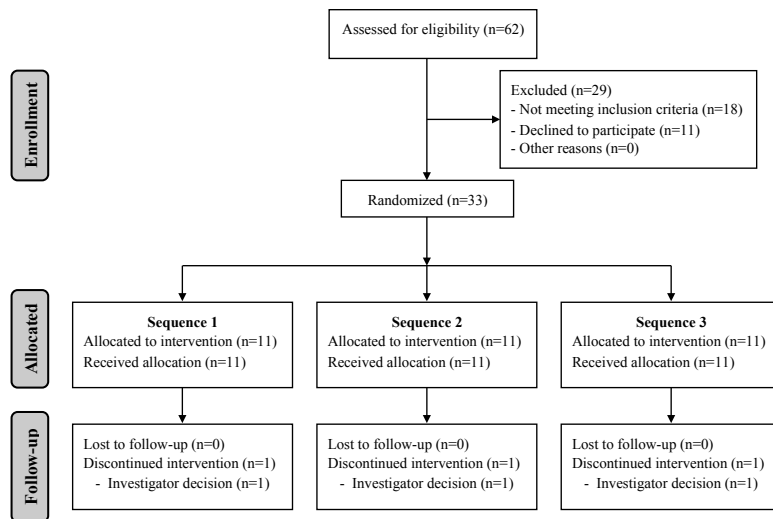 Assessed for eligibility (n=62)
Enrollment
Excluded (n=29)
- Not meeting inclusion criteria (n=18)
- Declined to participate (n=11)
- Other reasons (n=0)
Randomized (n=33)
Allocated
Sequence 1
Allocated to intervention (n=11)
Received allocation (n=11)
Sequence 2
Allocated to intervention (n=11)
Received allocation (n=11)
Sequence 3
Allocated to intervention (n=11)
Received allocation (n=11)
Follow-up
Lost to follow-up (n=0)
Discontinued intervention (n=1)
- Investigator decision (n=1)
Lost to follow-up (n=0)
Discontinued intervention (n=1)
- Investigator decision (n=1)
Lost to follow-up (n=0)
Discontinued intervention (n=1)
- Investigator decision (n=1)